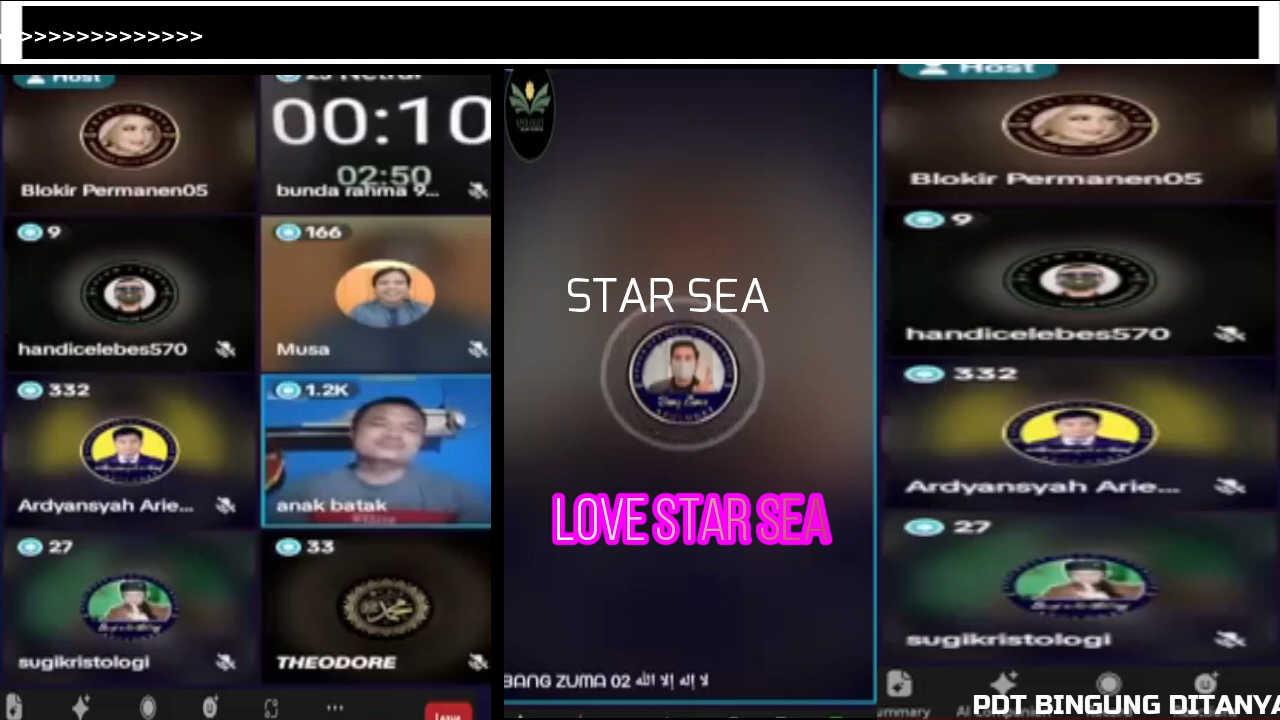 >>>>>>>>>>>>>
Host
Blokir Permanen05
00:10
02:50
bunda rahma 9...
9
handicelebes570
166
Musa
332
Ardyansyah Arie...
1.2K
anak batak
27
sugikristologi
33
THEODORE
Leave
STAR SEA
LOVE STAR SEA
BANG ZUMA 02 لا إله إلا الله
Host
Blokir Permanen05
9
handicelebes570
332
Ardyansyah Arie...
27
sugikristologi
ummary
PDT BINGUNG DITANYA